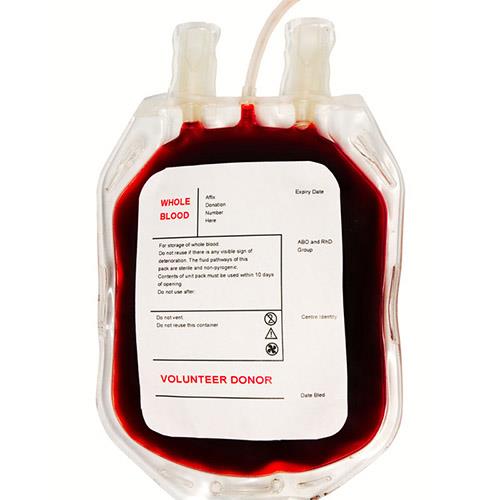 WHOLE
BLOOD
Affix
Donation
Number
Here
Expiry Date
For storage of whole blood.
Do not reuse if there is any visible sign of
deterioration. The fluid pathways of this
pack are sterile and non-pyrogenic.
Contents of unit pack must be used within 10 days
of opening
Do not use after:
ABO and RhD
Group
Do not vent.
Do not reuse this container
Centre Identity
VOLUNTEER DONOR
Date Bled